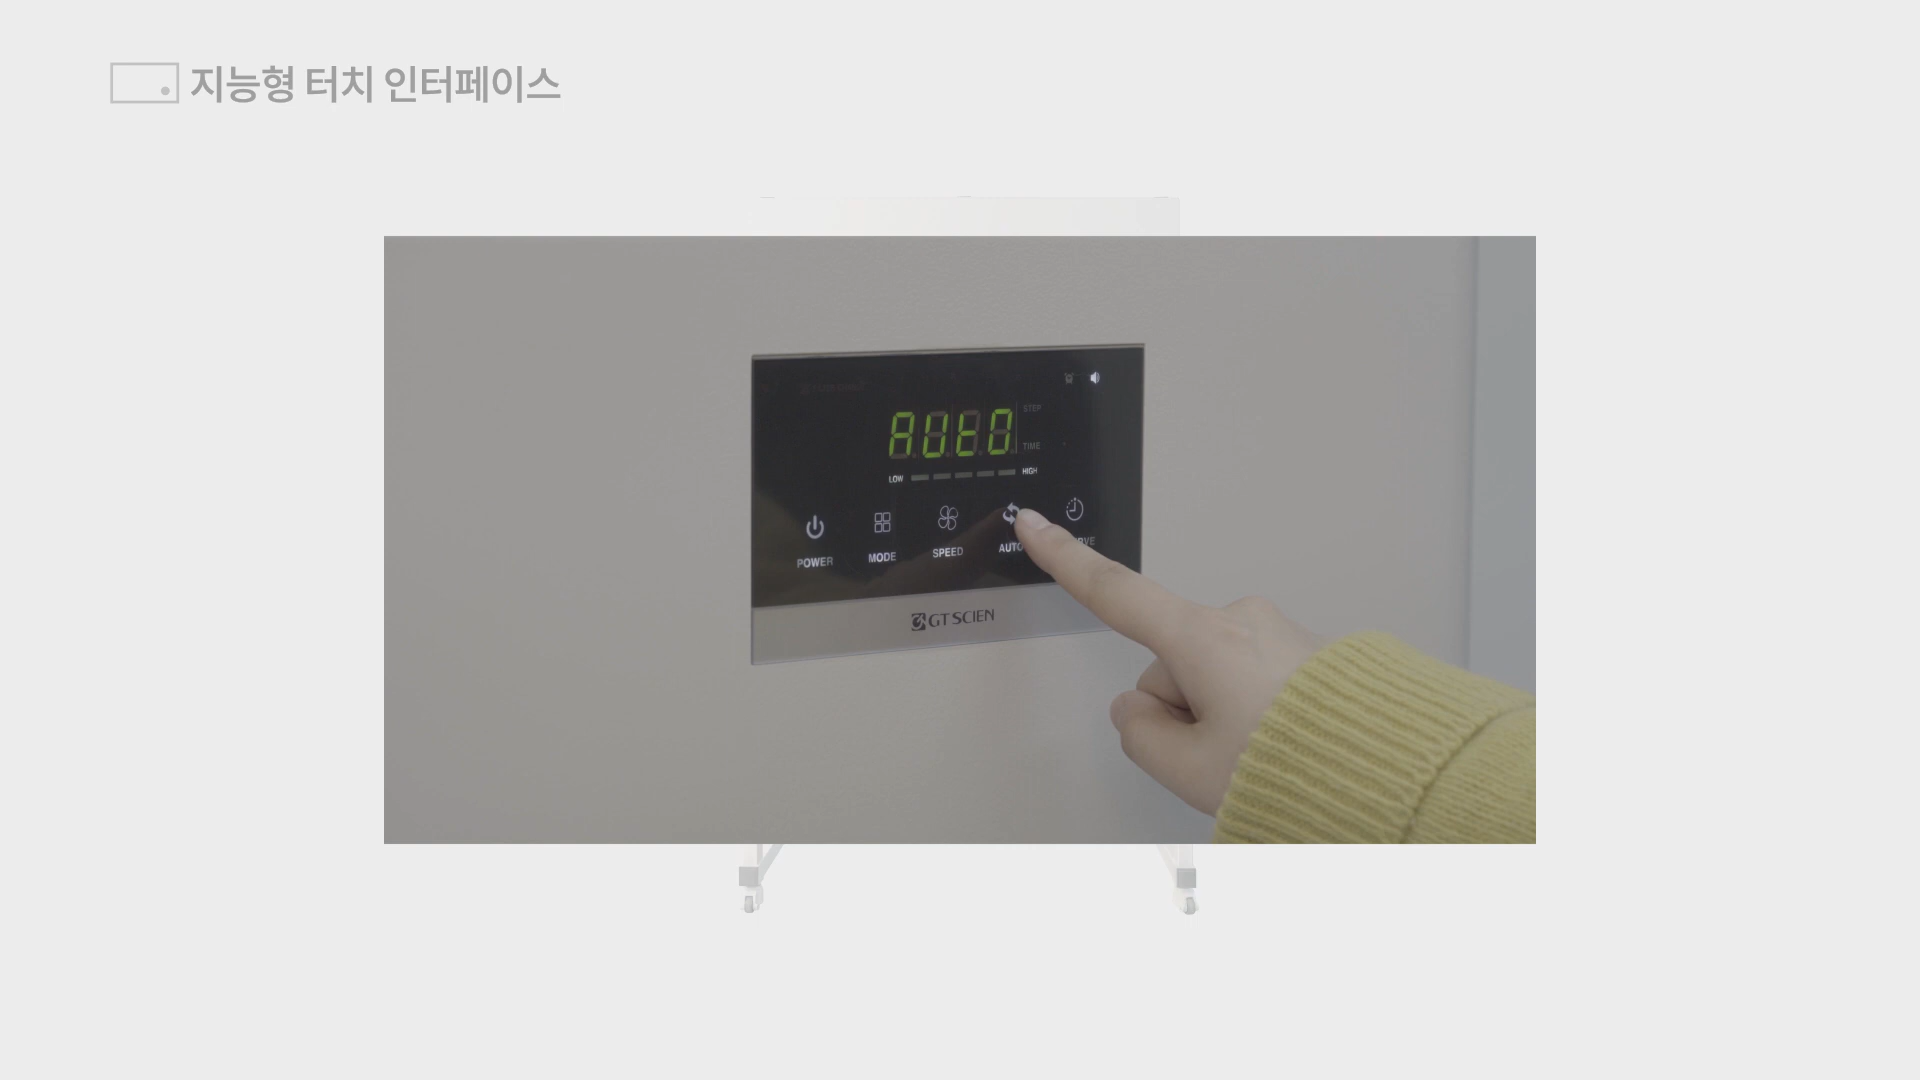 지능형 터치 인터페이스
AUtO
STEP
TIME
LOW
HIGH
POWER
MODE
SPEED
AUTO
GT SCIEN